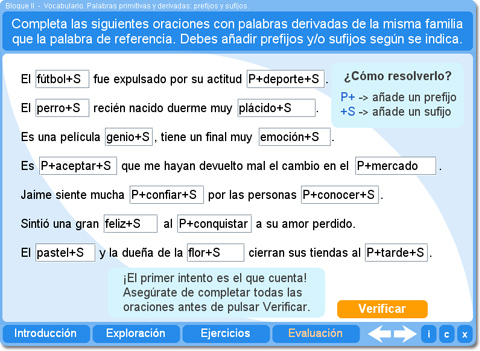 Bloque II - Vocabulario. Palabras primitivas y derivadas: prefijos y sufijos.
Completa las siguientes oraciones con palabras derivadas de la misma familia
que la palabra de referencia. Debes añadir prefijos y/o sufijos según se indica.
El fútbol+S fue expulsado por su actitud P+deporte+S .
¿Cómo resolverlo?
P+ -> añade un prefijo
+S -> añade un sufijo
El perro+S recién nacido duerme muy plácido+S .
Es una película genio+S , tiene un final muy emoción+S .
Es P+aceptar+S que me hayan devuelto mal el cambio en el P+mercado .
Jaime siente mucha P+confiar+S por las personas P+conocer+S .
Sintió una gran feliz+S al P+conquistar a su amor perdido.
El pastel+S y la dueña de la flor+S cierran sus tiendas al P+tarde+S .
¡El primer intento es el que cuenta!
Asegúrate de completar todas las
oraciones antes de pulsar Verificar.
Verificar
Introducción Exploración Ejercicios Evaluación i c x